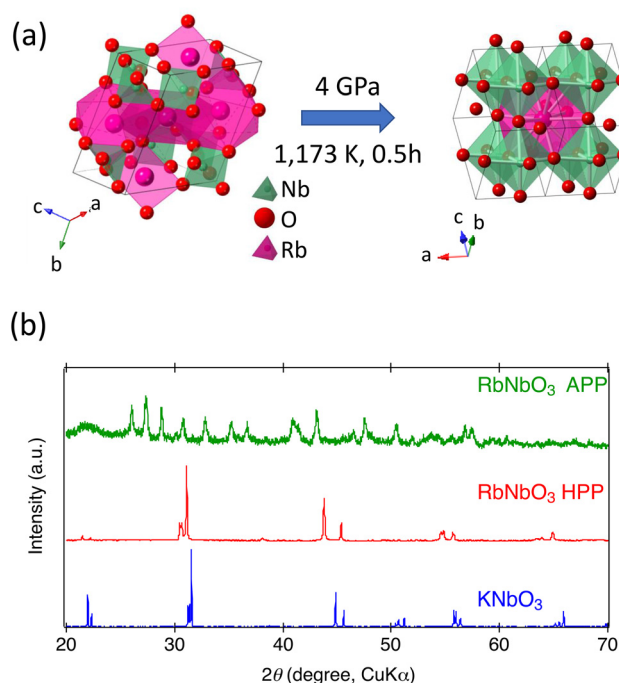 (a)
4 GPa
1,173 K, 0.5h
Nb
O
Rb
c
a
b
c
b
a
(b)
RbNbO₃ APP
RbNbO₃ HPP
KNbO₃
Intensity (a.u.)
20 30 40 50 60 70
2θ (degree, CuKα)